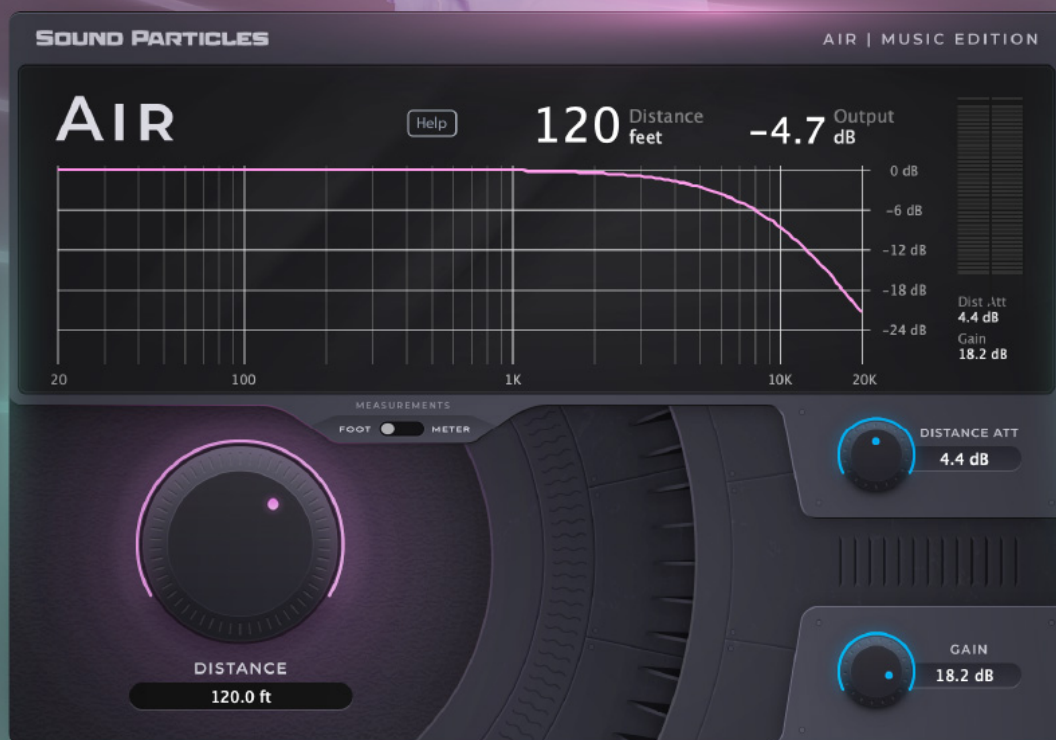 SOUND PARTICLES
AIR | MUSIC EDITION
AIR
Help
120 Distance feet
-4.7 Output dB
0 dB
-6 dB
-12 dB
-18 dB
-24 dB
20 100 1K 10K 20K
Dist Att
4.4 dB
Gain
18.2 dB
MEASUREMENTS
FOOT METER
DISTANCE ATT
4.4 dB
DISTANCE
120.0 ft
GAIN
18.2 dB